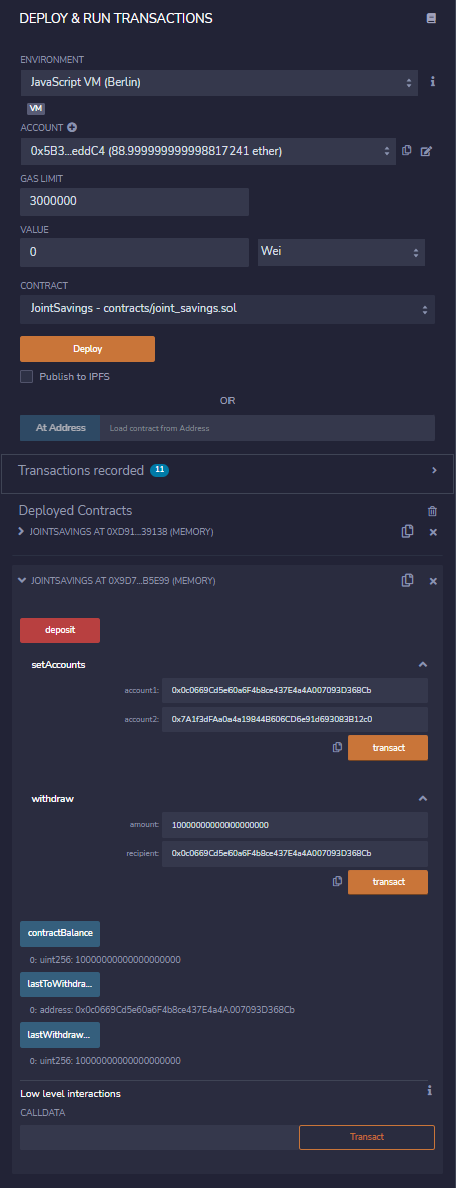 DEPLOY & RUN TRANSACTIONS
ENVIRONMENT
JavaScript VM (Berlin)
VM
ACCOUNT
0x5B3...eddC4 (88.999999999998817241 ether)
GAS LIMIT
3000000
VALUE
0 Wei
CONTRACT
JointSavings - contracts/joint_savings.sol
Deploy
Publish to IPFS
OR
At Address Load contract from Address
Transactions recorded 11
Deployed Contracts
JOINTSAVINGS AT 0XD91...39138 (MEMORY)
JOINTSAVINGS AT 0X9D7...B5E99 (MEMORY)
deposit
setAccounts
account1: 0x0c0669Cd5e60a6F4b8ce437E4a4A007093D368Cb
account2: 0x7A1f3dFAa0a4a19844B606CD6e91d693083B12c0
transact
withdraw
amount: 10000000000000000000
recipient: 0x0c0669Cd5e60a6F4b8ce437E4a4A007093D368Cb
transact
contractBalance
0: uint256: 10000000000000000000
lastToWithdra...
0: address: 0x0c0669Cd5e60a6F4b8ce437E4a4A007093D368Cb
lastWithdraw...
0: uint256: 10000000000000000000
Low level interactions
CALLDATA
Transact